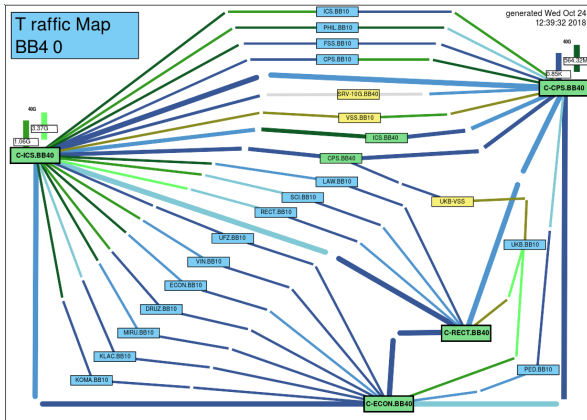 T raffic Map
BB4 0
generated Wed Oct 24
12:39:32 2018
ICS.BB10
PHIL.BB10
FSS.BB10
CPS.BB10
40G
0.85K
564.32M
C-CPS.BB40
SRV-10G.BB40
VSS.BB10
40G
1.06G
3.37G
C-ICS.BB40
ICS.BB40
CPS.BB40
LAW.BB10
SCI.BB10
UKB-VSS
RECT.BB10
UFZ.BB10
UKB.BB10
VIN.BB10
ECON.BB10
DRUZ.BB10
MIRU.BB10
C-RECT.BB40
KLAC.BB10
PED.BB10
KOMA.BB10
C-ECON.BB40